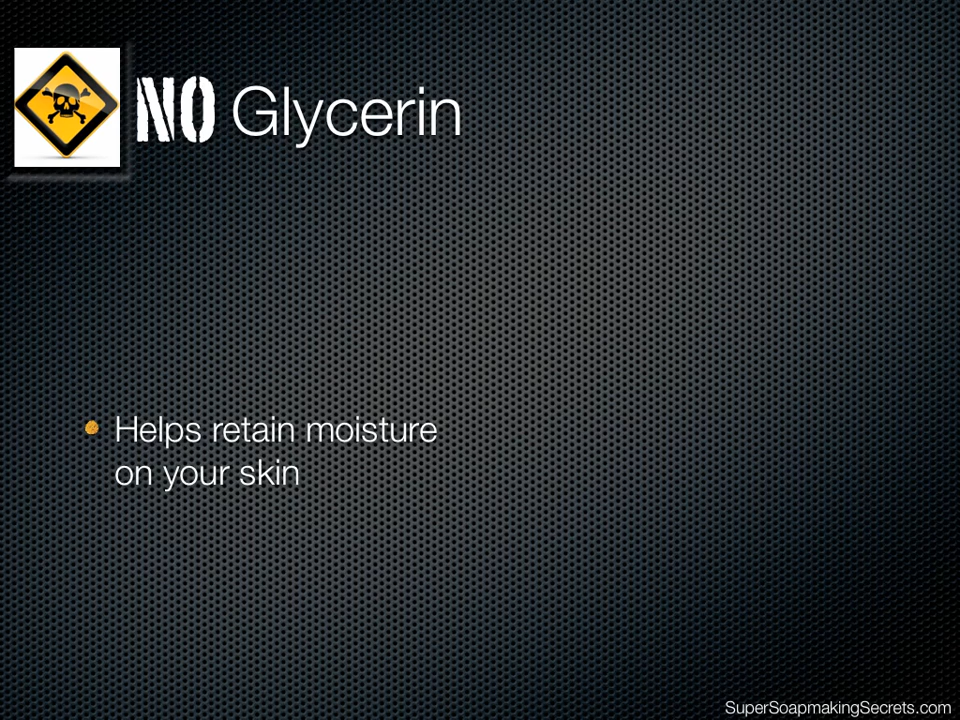 NO Glycerin
Helps retain moisture
on your skin
SuperSoapmakingSecrets.com